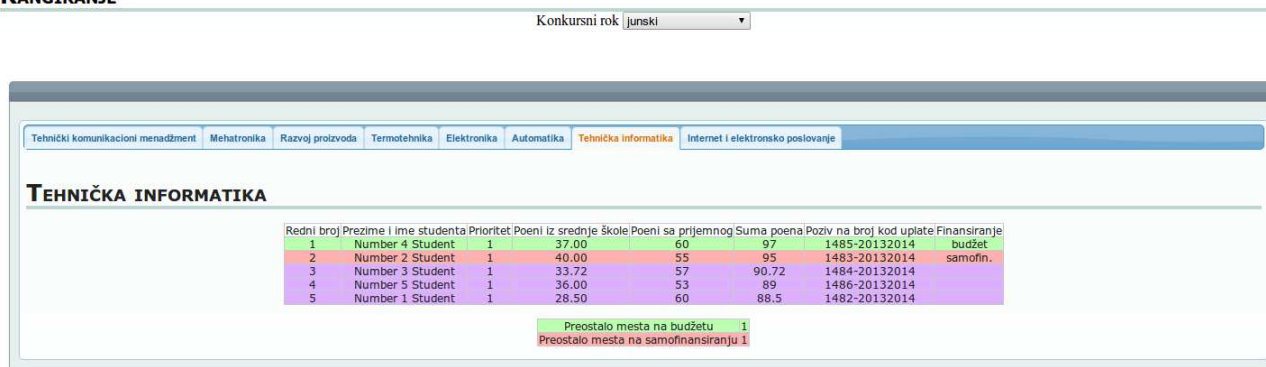 RANGIRANJE
Konkursni rok junski
Tehnički komunikacioni menadžment Mehatronika Razvoj proizvoda Termotehnika Elektronika Automatika Tehnička informatika Internet i elektronsko poslovanje
TEHNIČKA INFORMATIKA
Redni broj Prezime i ime studenta Prioritet Poeni iz srednje škole Poeni sa prijemnog Suma poena Poziv na broj kod uplate Finansiranje
1 Number 4 Student 1 37.00 60 97 1485-20132014 budžet
2 Number 2 Student 1 40.00 55 95 1483-20132014 samofin.
3 Number 3 Student 1 33.72 57 90.72 1484-20132014
4 Number 5 Student 1 36.00 53 89 1486-20132014
5 Number 1 Student 1 28.50 60 88.5 1482-20132014
Preostalo mesta na budžetu 1
Preostalo mesta na samofinansiranju 1